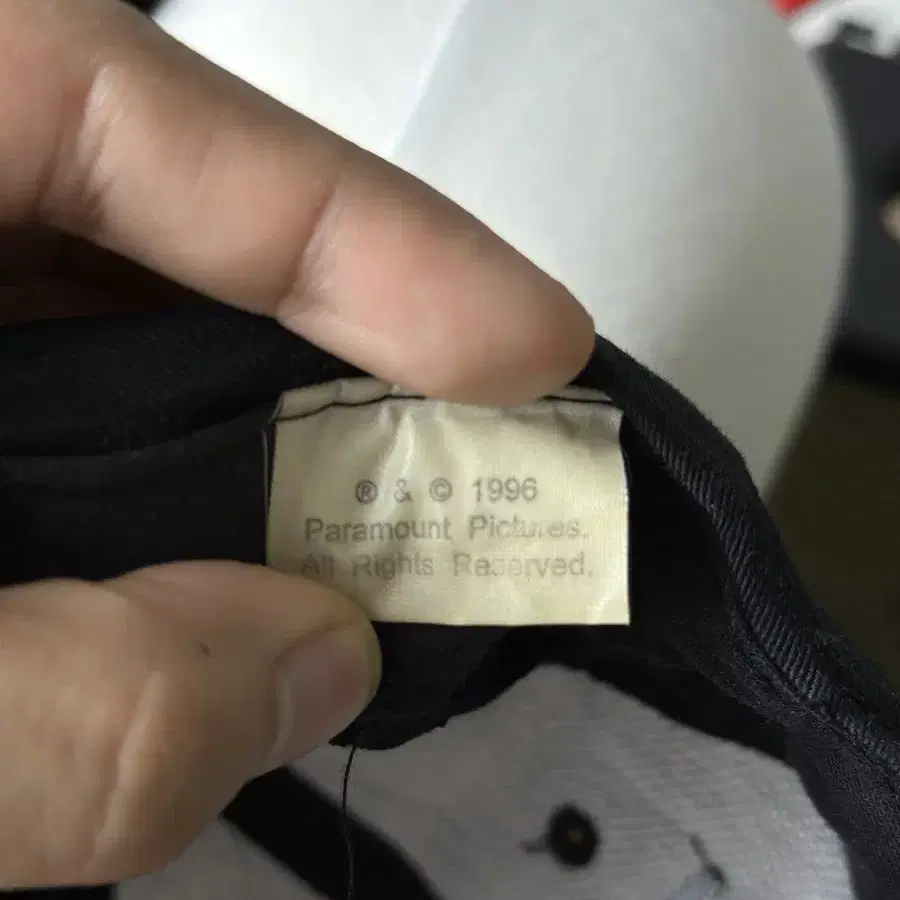 ® & © 1996
Paramount Pictures.
All Rights Reserved.